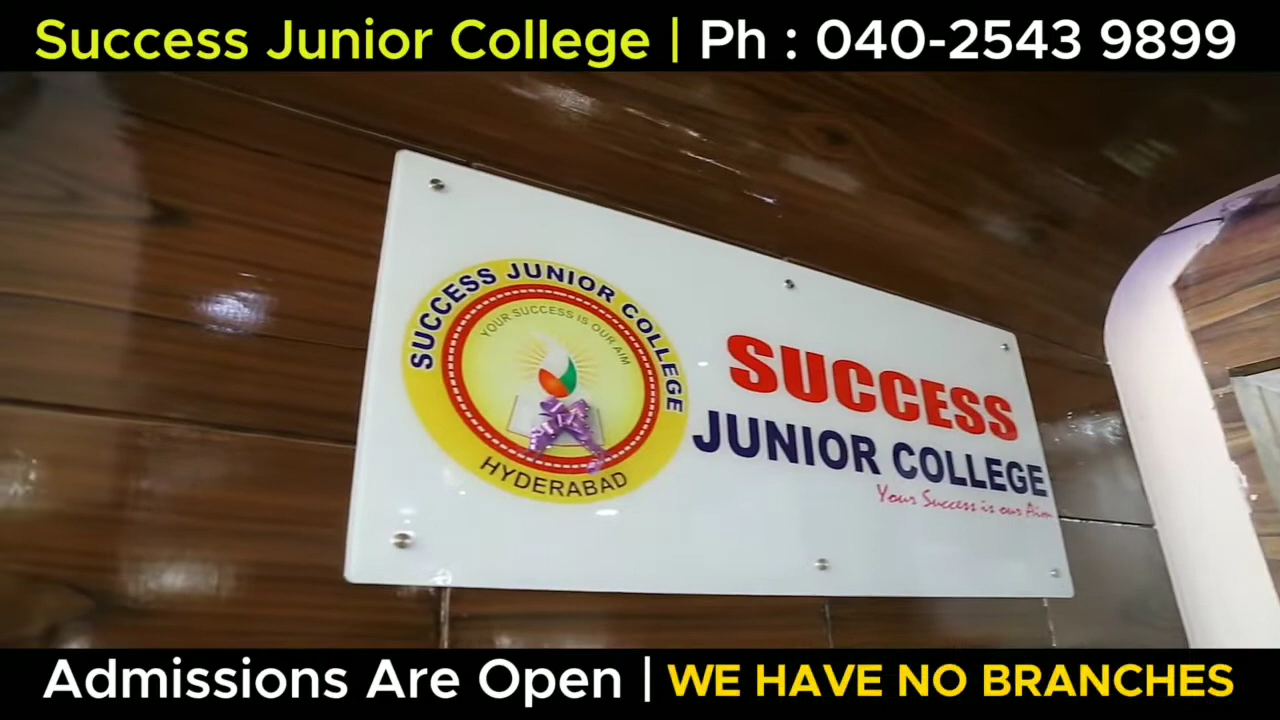 Success Junior College | Ph : 040-2543 9899
SUCCESS JUNIOR COLLEGE
YOUR SUCCESS IS OUR AIM
HYDERABAD
SUCCESS
JUNIOR COLLEGE
Your Success is our Aim
Admissions Are Open | WE HAVE NO BRANCHES